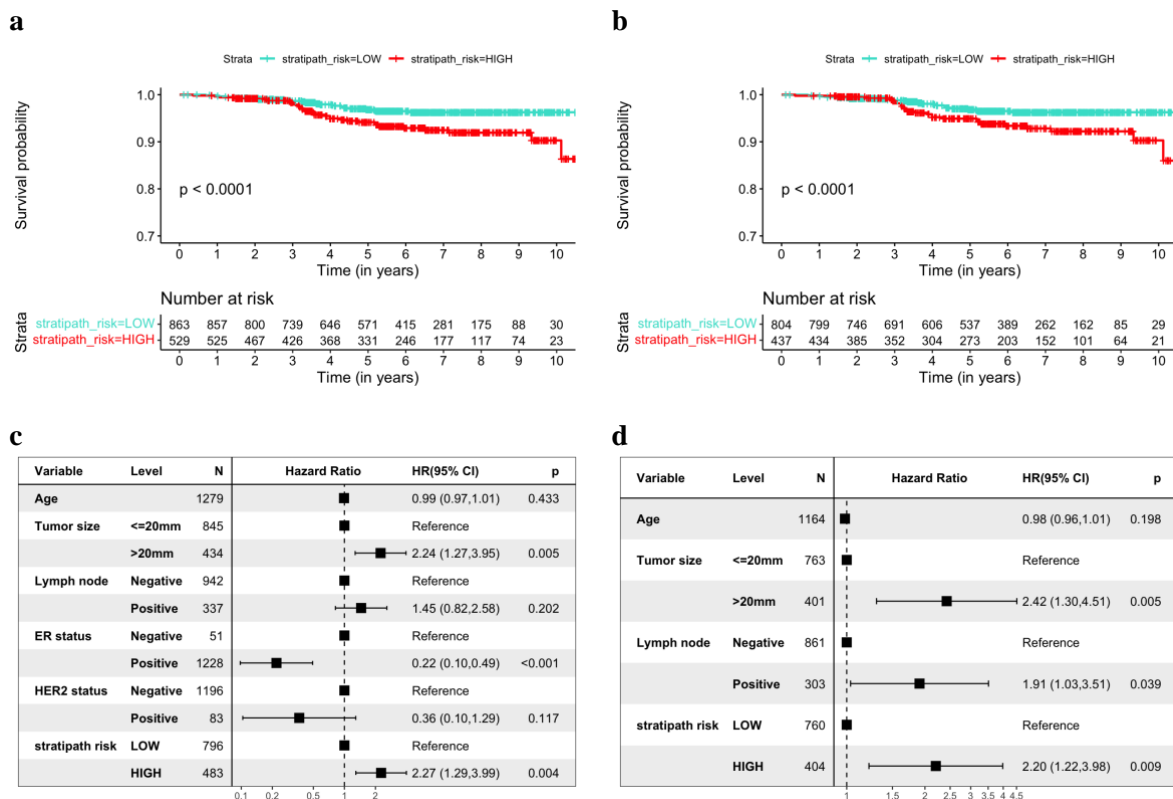 a
Strata stratipath_risk=LOW stratipath_risk=HIGH
Survival probability
1.0
0.9
0.8
0.7
p < 0.0001
0 1 2 3 4 5 6 7 8 9 10
Time (in years)
Number at risk
Strata
stratipath_risk=LOW 863 857 800 739 646 571 415 281 175 88 30
stratipath_risk=HIGH 529 525 467 426 368 331 246 177 117 74 23
0 1 2 3 4 5 6 7 8 9 10
Time (in years)
b
Strata stratipath_risk=LOW stratipath_risk=HIGH
Survival probability
1.0
0.9
0.8
0.7
p < 0.0001
0 1 2 3 4 5 6 7 8 9 10
Time (in years)
Number at risk
Strata
stratipath_risk=LOW 804 799 746 691 606 537 389 262 162 85 29
stratipath_risk=HIGH 437 434 385 352 304 273 203 152 101 64 21
0 1 2 3 4 5 6 7 8 9 10
Time (in years)
c
Variable Level N Hazard Ratio HR(95% CI) p
Age 1279 0.99 (0.97,1.01) 0.433
Tumor size <=20mm 845 Reference
>20mm 434 2.24 (1.27,3.95) 0.005
Lymph node Negative 942 Reference
Positive 337 1.45 (0.82,2.58) 0.202
ER status Negative 51 Reference
Positive 1228 0.22 (0.10,0.49) <0.001
HER2 status Negative 1196 Reference
Positive 83 0.36 (0.10,1.29) 0.117
stratipath risk LOW 796 Reference
HIGH 483 2.27 (1.29,3.99) 0.004
0.1 0.2 0.5 1 2
d
Variable Level N Hazard Ratio HR(95% CI) p
Age 1164 0.98 (0.96,1.01) 0.198
Tumor size <=20mm 763 Reference
>20mm 401 2.42 (1.30,4.51) 0.005
Lymph node Negative 861 Reference
Positive 303 1.91 (1.03,3.51) 0.039
stratipath risk LOW 760 Reference
HIGH 404 2.20 (1.22,3.98) 0.009
1 1.5 2 2.5 3 3.5 4 4.5